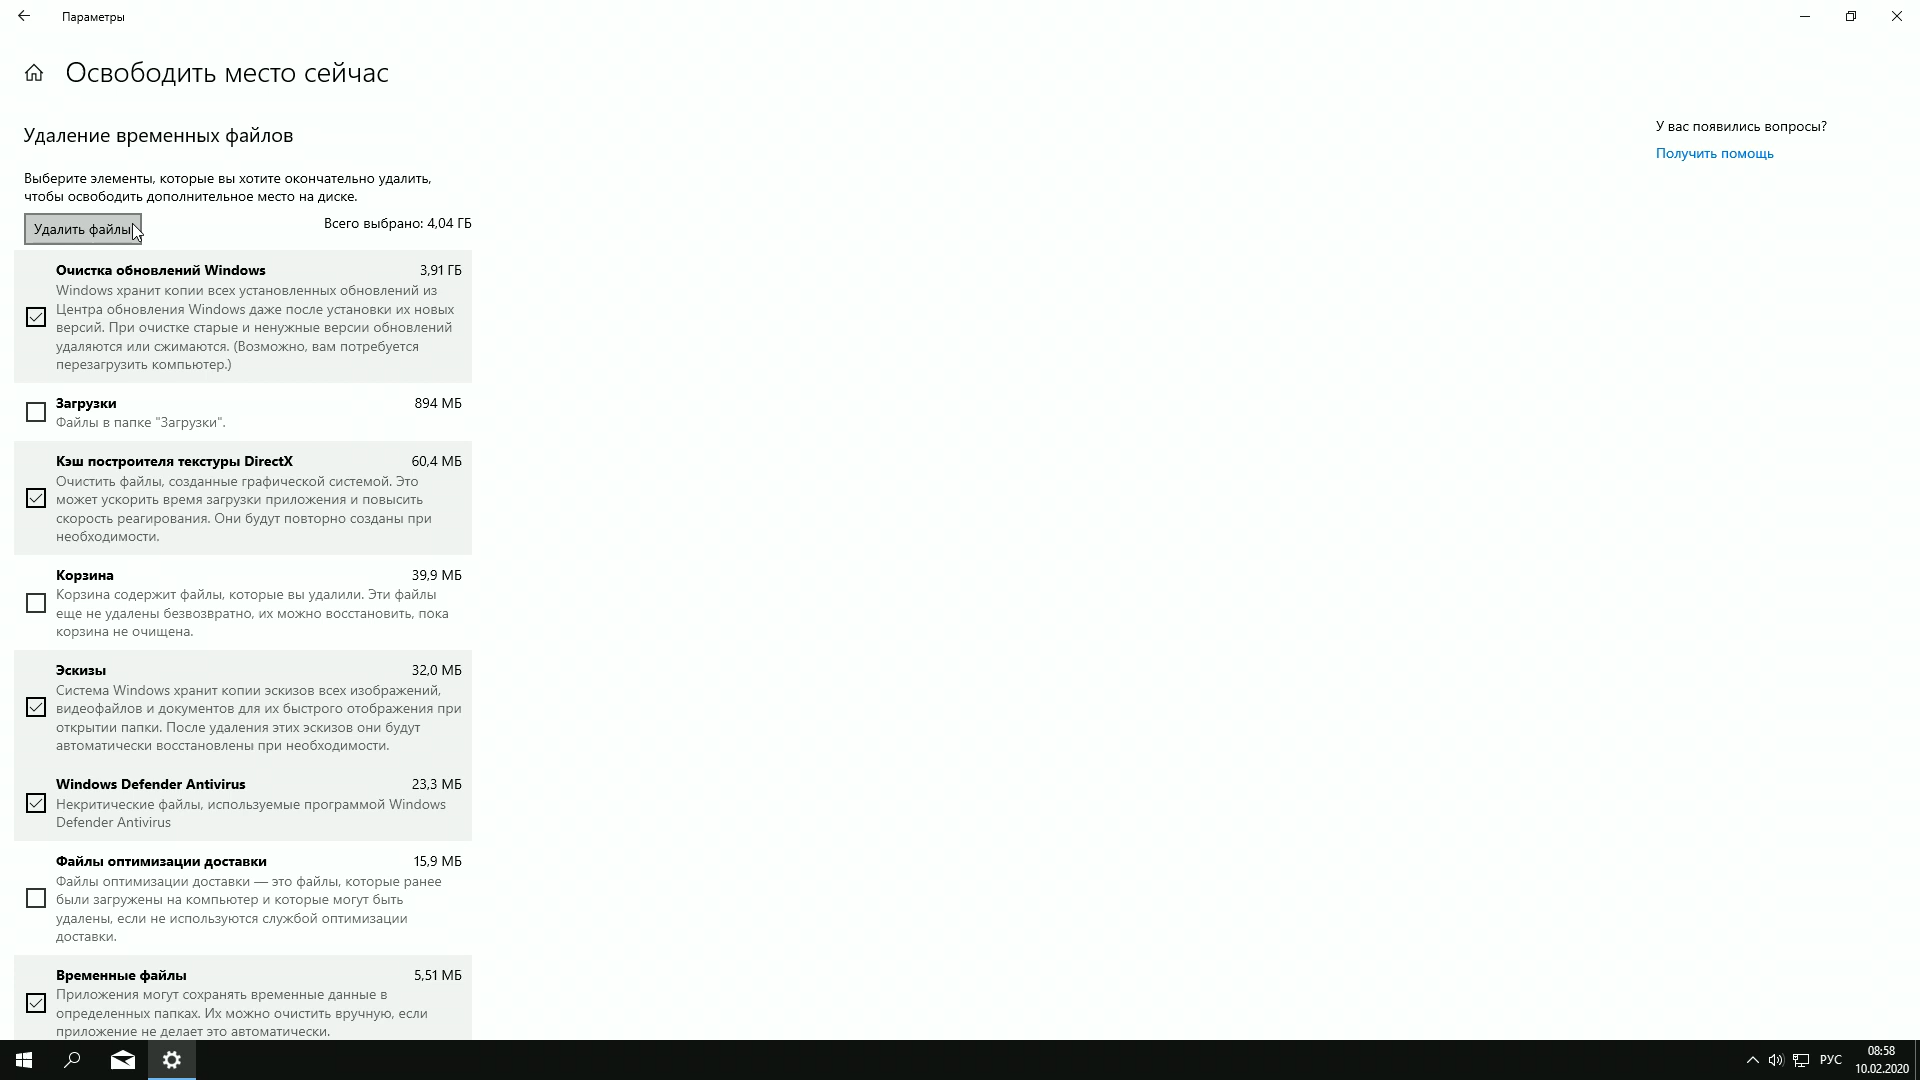 Параметры
Освободить место сейчас
Удаление временных файлов
Выберите элементы, которые вы хотите окончательно удалить,
чтобы освободить дополнительное место на диске.
Удалить файлы
Всего выбрано: 4,04 ГБ
Очистка обновлений Windows 3,91 ГБ
Windows хранит копии всех установленных обновлений из
Центра обновления Windows даже после установки их новых
версий. При очистке старые и ненужные версии обновлений
удаляются или сжимаются. (Возможно, вам потребуется
перезагрузить компьютер.)
Загрузки 894 МБ
Файлы в папке "Загрузки".
Кэш построителя текстуры DirectX 60,4 МБ
Очистить файлы, созданные графической системой. Это
может ускорить время загрузки приложения и повысить
скорость реагирования. Они будут повторно созданы при
необходимости.
Корзина 39,9 МБ
Корзина содержит файлы, которые вы удалили. Эти файлы
еще не удалены безвозвратно, их можно восстановить, пока
корзина не очищена.
Эскизы 32,0 МБ
Система Windows хранит копии эскизов всех изображений,
видеофайлов и документов для их быстрого отображения при
открытии папки. После удаления этих эскизов они будут
автоматически восстановлены при необходимости.
Windows Defender Antivirus 23,3 МБ
Некритические файлы, используемые программой Windows
Defender Antivirus
Файлы оптимизации доставки 15,9 МБ
Файлы оптимизации доставки — это файлы, которые ранее
были загружены на компьютер и которые могут быть
удалены, если не используются службой оптимизации
доставки.
Временные файлы 5,51 МБ
Приложения могут сохранять временные данные в
определенных папках. Их можно очистить вручную, если
приложение не делает это автоматически.
У вас появились вопросы?
Получить помощь
РУС
08:58
10.02.2020